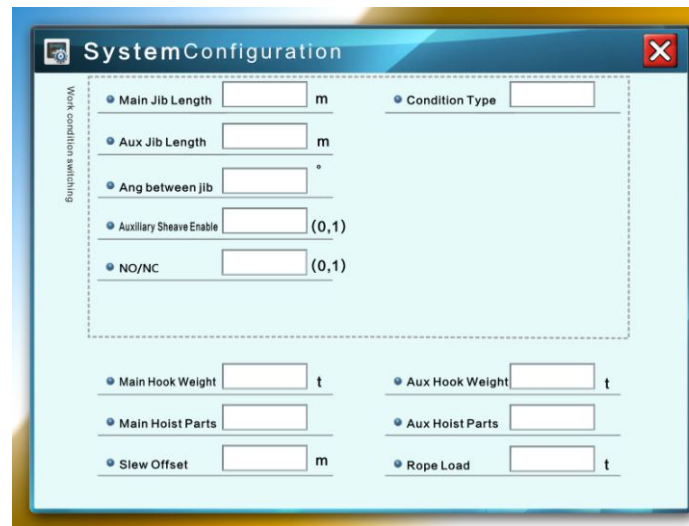 SystemConfiguration
Work condition switching
Main Jib Length m
Condition Type
Aux Jib Length m
Ang between jib °
Auxiliary Sheave Enable (0,1)
NO/NC (0,1)
Main Hook Weight t
Aux Hook Weight t
Main Hoist Parts
Aux Hoist Parts
Slew Offset m
Rope Load t